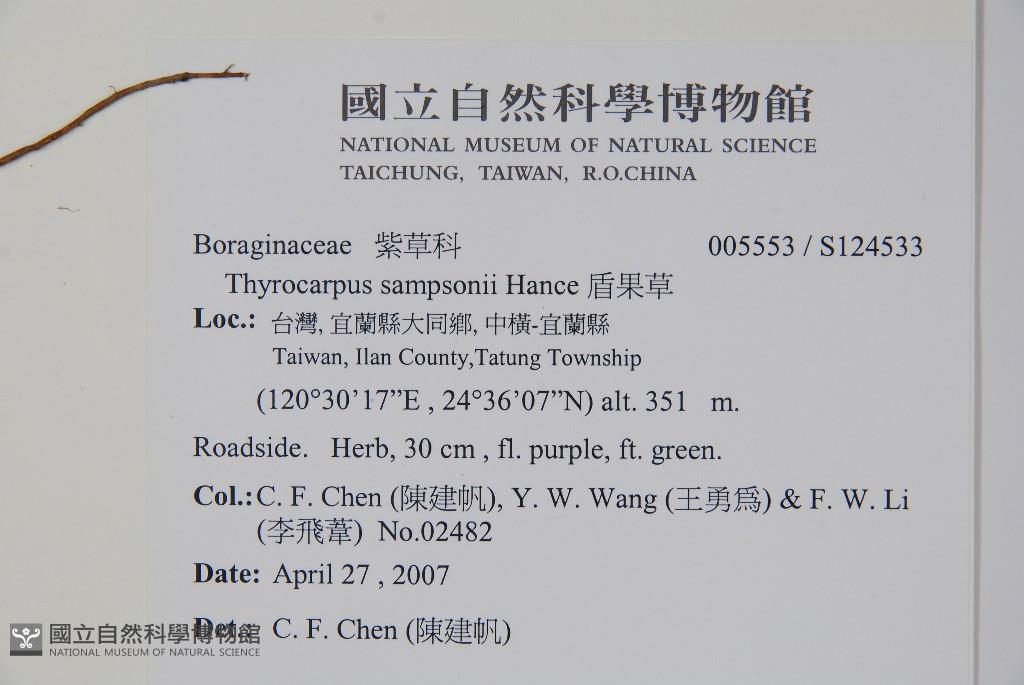 國立自然科學博物館
NATIONAL MUSEUM OF NATURAL SCIENCE
TAICHUNG, TAIWAN, R.O.CHINA
Boraginaceae 紫草科 005553 / S124533
Thyrocarpus sampsonii Hance 盾果草
Loc.: 台灣, 宜蘭縣大同鄉, 中橫-宜蘭縣
Taiwan, Ilan County,Tatung Township
(120°30’17”E , 24°36’07”N) alt. 351 m.
Roadside. Herb, 30 cm , fl. purple, ft. green.
Col.: C. F. Chen (陳建帆), Y. W. Wang (王勇為) & F. W. Li
(李飛葦) No.02482
Date: April 27 , 2007
Det.: C. F. Chen (陳建帆)
國立自然科學博物館
NATIONAL MUSEUM OF NATURAL SCIENCE